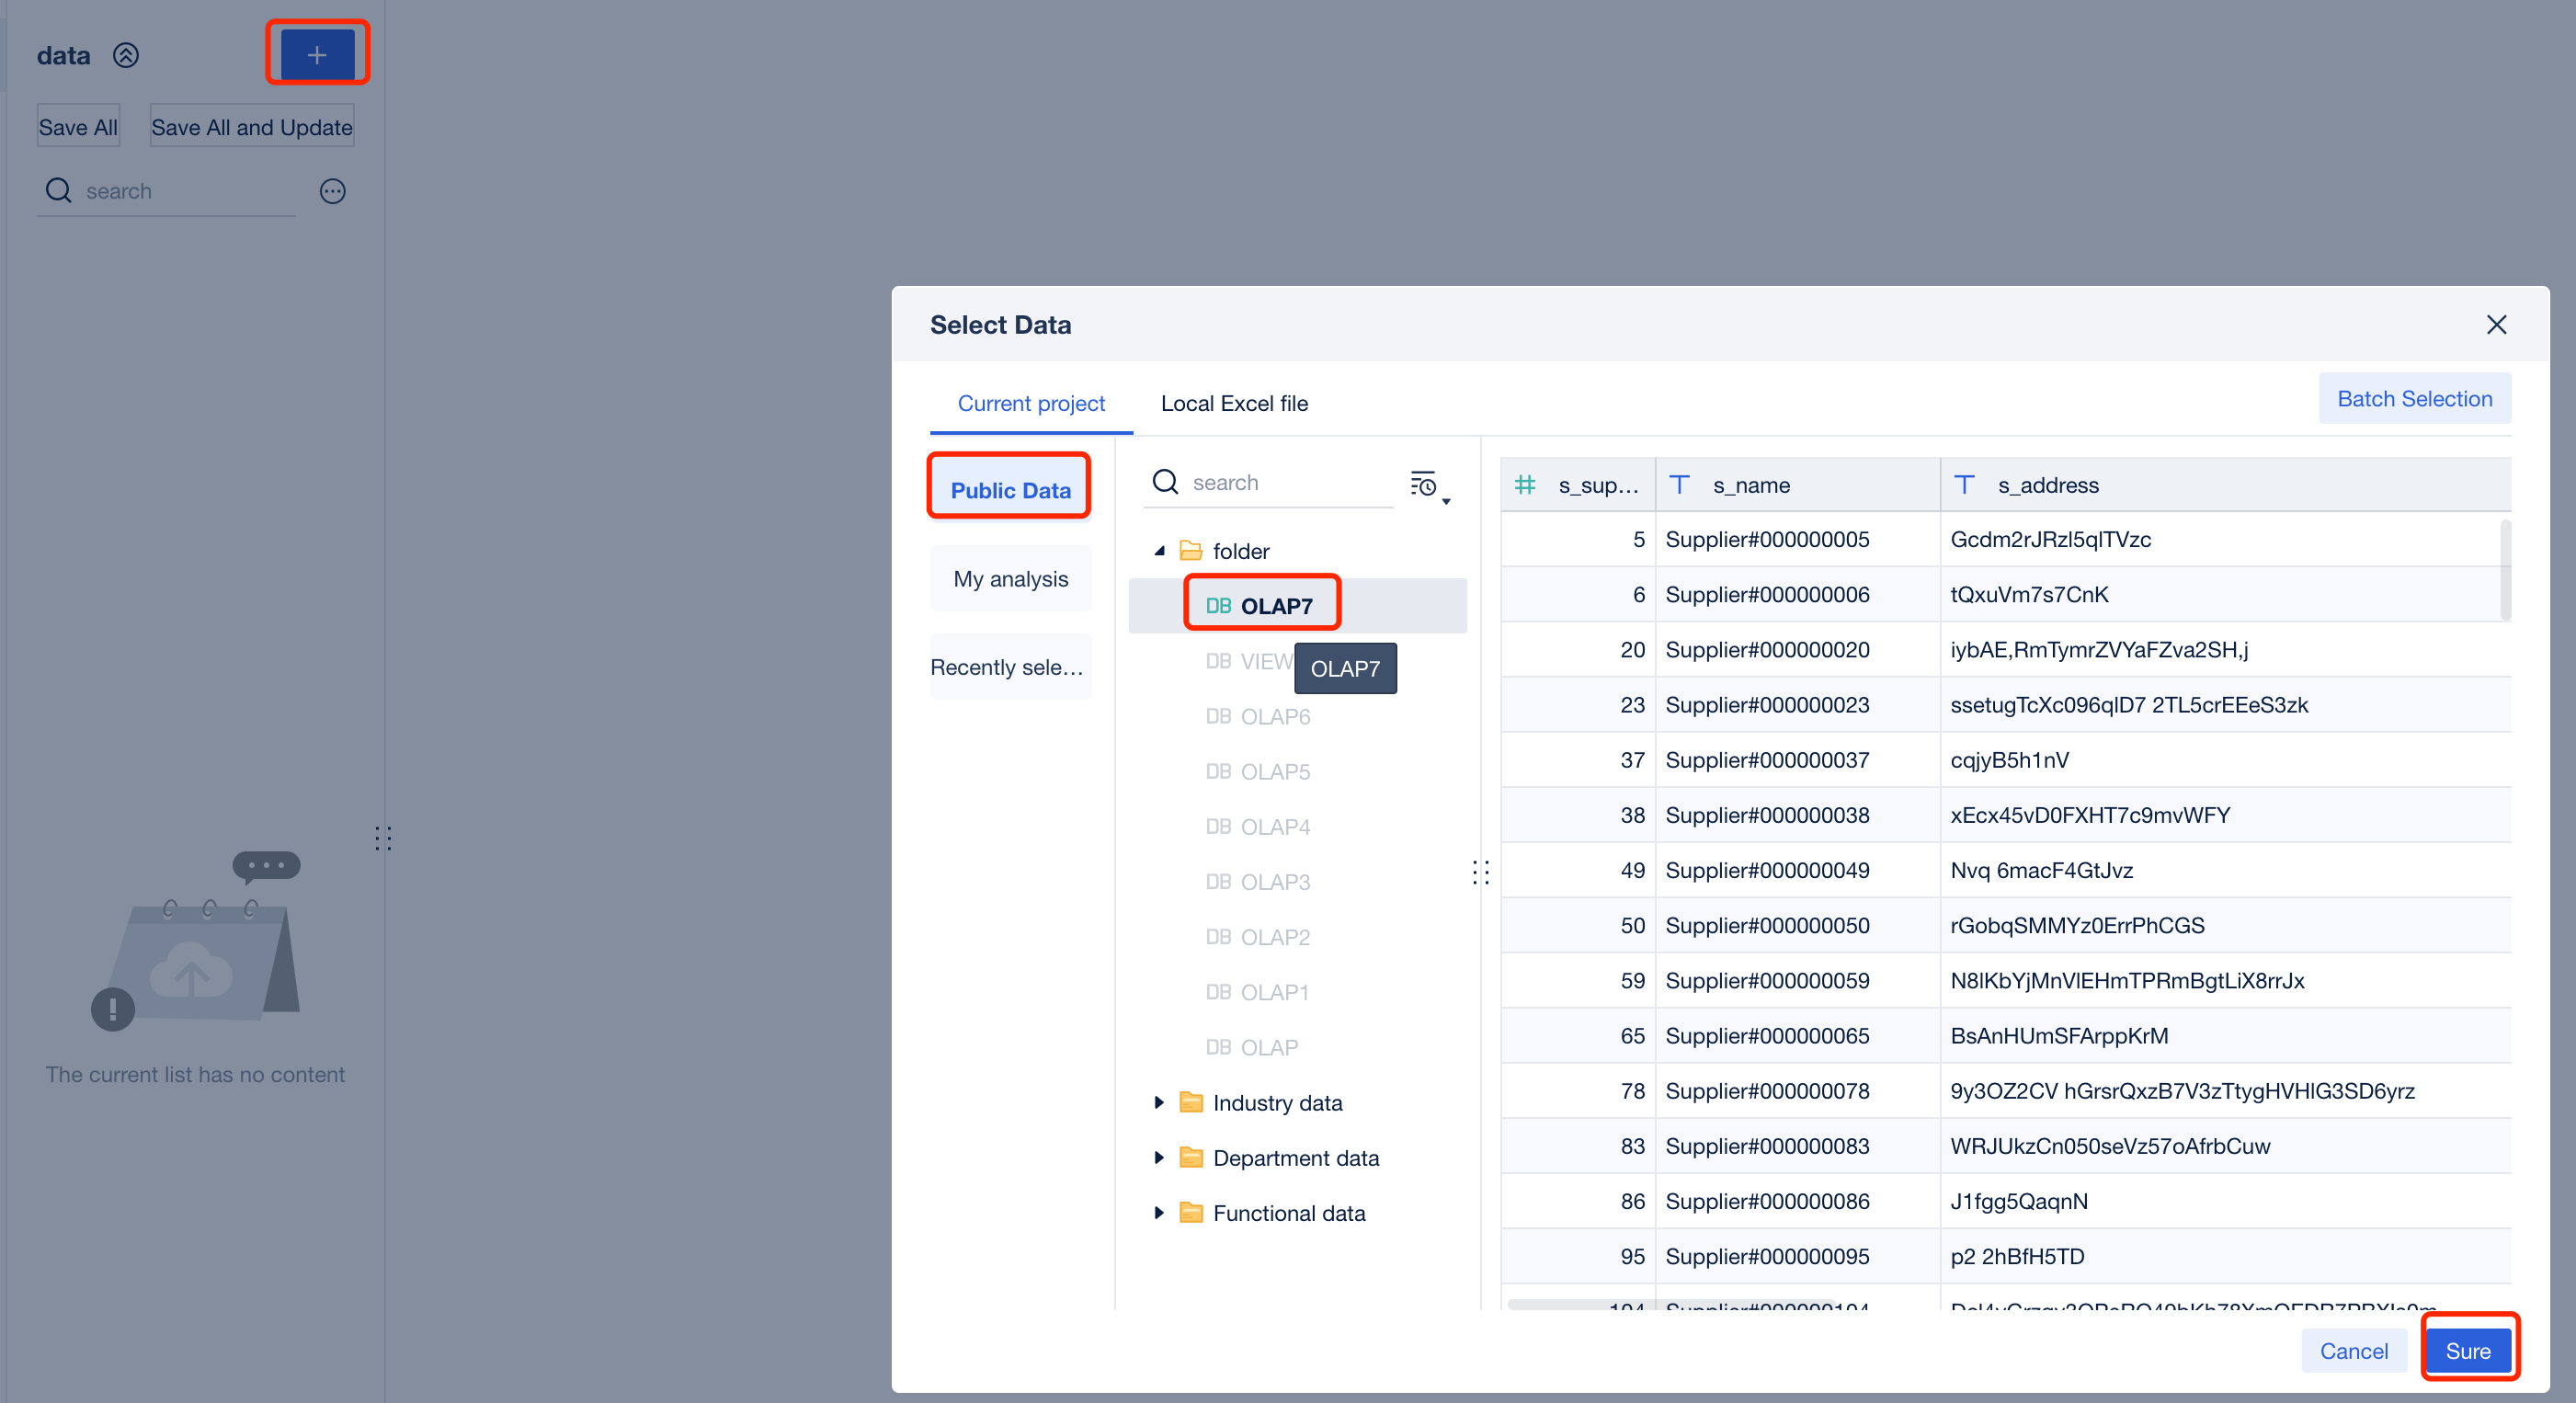 data
+
Save All
Save All and Update
search
The current list has no content
Select Data
Current project
Local Excel file
Batch Selection
Public Data
My analysis
Recently sele...
search
folder
DB OLAP7
DB VIEW
OLAP7
DB OLAP6
DB OLAP5
DB OLAP4
DB OLAP3
DB OLAP2
DB OLAP1
DB OLAP
Industry data
Department data
Functional data
# s_sup... T s_name T s_address
5 Supplier#000000005 Gcdm2rJRzl5qlTVzc
6 Supplier#000000006 tQxuVm7s7CnK
20 Supplier#000000020 iybAE,RmTymrZVYaFZva2SH,j
23 Supplier#000000023 ssetugTcXc096qlD7 2TL5crEEeS3zk
37 Supplier#000000037 cqjyB5h1nV
38 Supplier#000000038 xEcx45vD0FXHT7c9mvWFY
49 Supplier#000000049 Nvq 6macF4GtJvz
50 Supplier#000000050 rGobqSMMYz0ErrPhCGS
59 Supplier#000000059 N8lKbYjMnVlEHmTPRmBgtLiX8rrJx
65 Supplier#000000065 BsAnHUmSFArppKrM
78 Supplier#000000078 9y3OZ2CV hGrsrQxzB7V3zTtygHVHlG3SD6yrz
83 Supplier#000000083 WRJUkzCn050seVz57oAfrbCuw
86 Supplier#000000086 J1fgg5QaqnN
95 Supplier#000000095 p2 2hBfH5TD
104 Supplier#000000104
Cancel
Sure